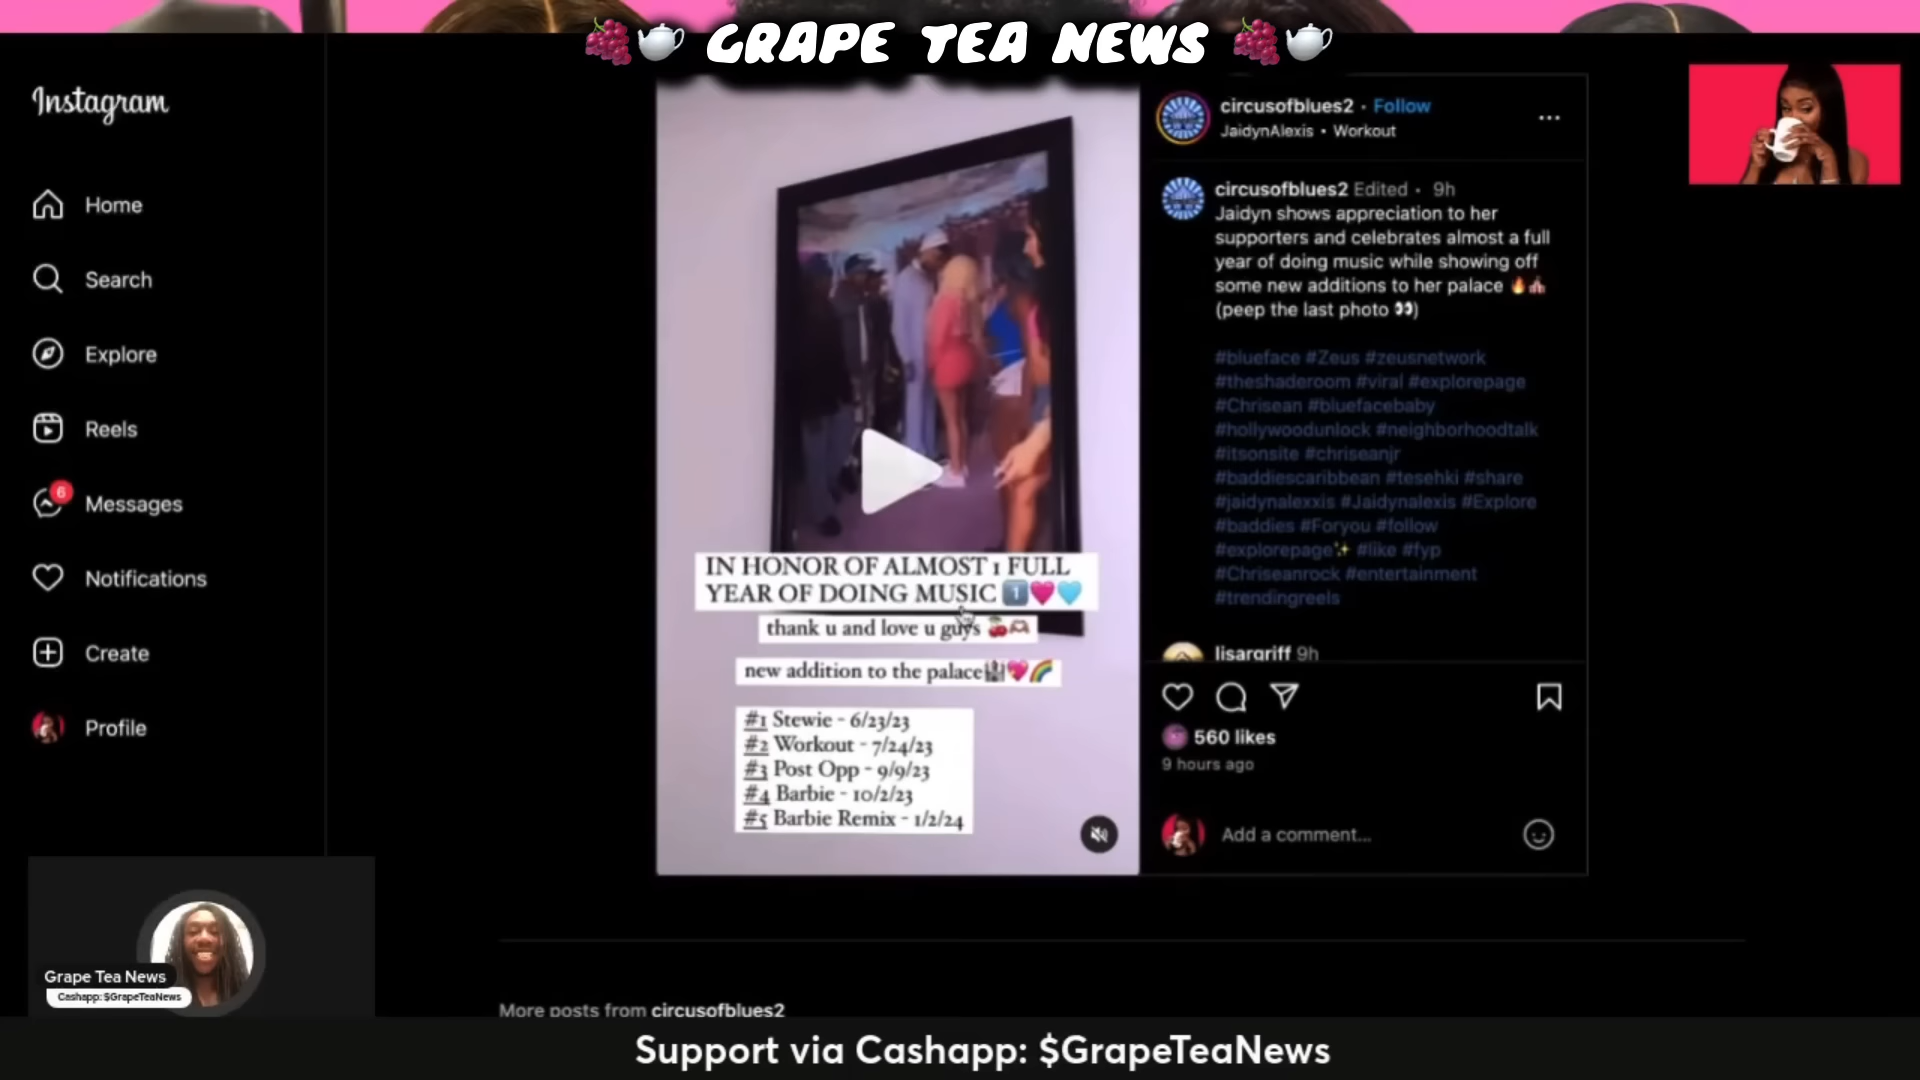 GRAPE TEA NEWS
Instagram
Home
Search
Explore
Reels
6
Messages
Notifications
Create
Profile
IN HONOR OF ALMOST 1 FULL
YEAR OF DOING MUSIC 1
thank u and love u guys
new addition to the palace
#1 Stewie - 6/23/23
#2 Workout - 7/24/23
#3 Post Opp - 9/9/23
#4 Barbie - 10/2/23
#5 Barbie Remix - 1/2/24
circusofblues2 • Follow
JaidynAlexis • Workout
circusofblues2 Edited • 9h
Jaidyn shows appreciation to her
supporters and celebrates almost a full
year of doing music while showing off
some new additions to her palace
(peep the last photo 👀)
#blueface #Zeus #zeusnetwork
#theshaderoom #viral #explorepage
#Chrisean #bluefacebaby
#hollywoodunlock #neighborhoodtalk
#itsonsite #chriseanjr
#baddiescaribbean #tesehki #share
#jaidynalexxis #Jaidynalexis #Explore
#baddies #Foryou #follow
#explorepage✨ #like #fyp
#Chriseanrock #entertainment
#trendingreels
lisargriff 9h
560 likes
9 hours ago
Add a comment...
Grape Tea News
Cashapp: $GrapeTeaNews
More posts from circusofblues2
Support via Cashapp: $GrapeTeaNews